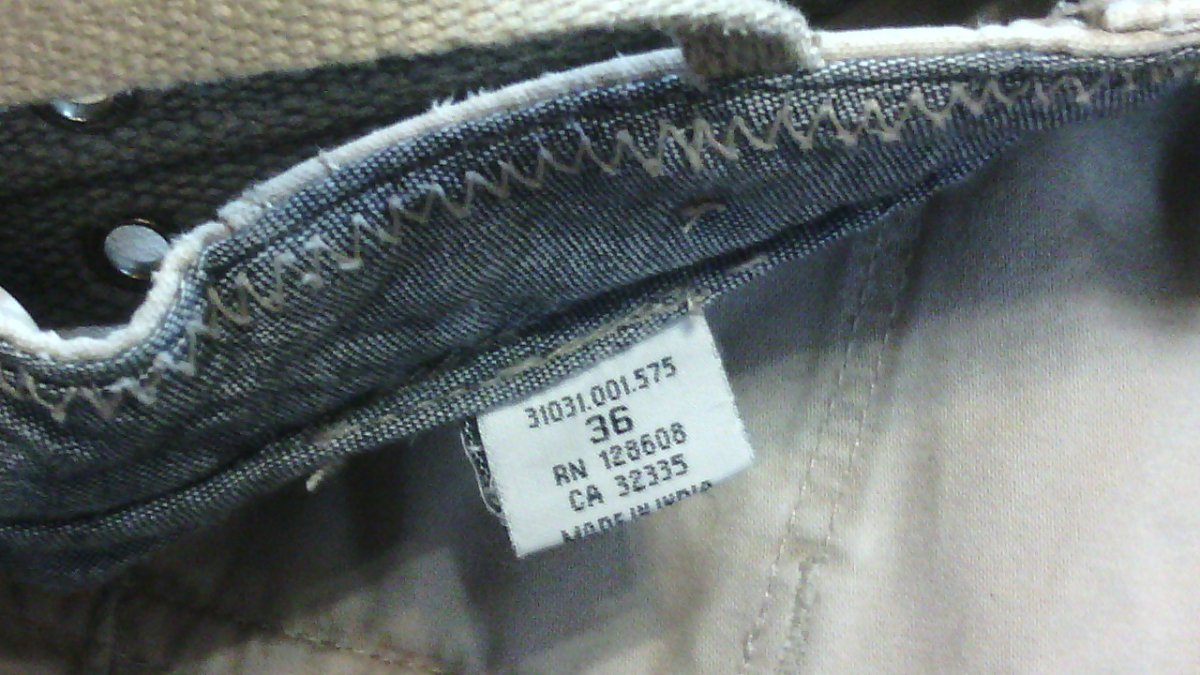 31031.001.575
36
RN 128608
CA 32335
MADE IN INDIA